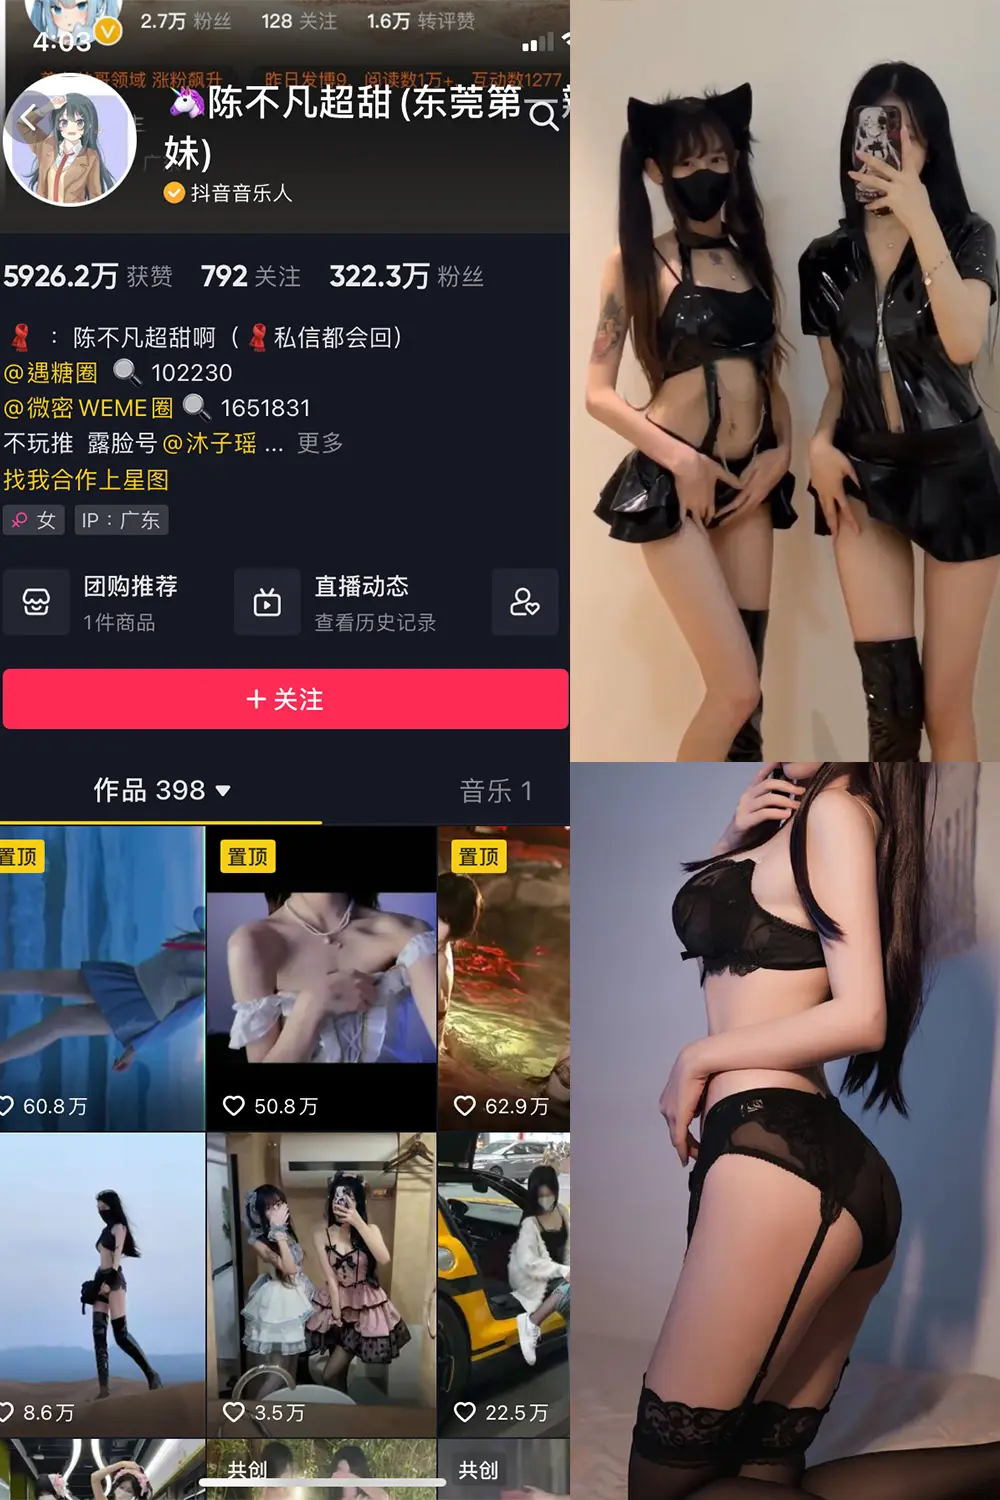 2.7万 粉丝 128 关注 1.6万 转评赞
4:03
领域 涨粉飙升 昨日发博9, 阅读数1万+, 互动数1277
🦄陈不凡超甜 (东莞第一
妹)
抖音音乐人
5926.2万 获赞 792 关注 322.3万 粉丝
🧣 : 陈不凡超甜啊 (🧣私信都会回)
@遇糖圈 🔍 102230
@微密WEME圈 🔍 1651831
不玩推 露脸号@沐子瑶 ... 更多
找我合作上星图
女 IP:广东
团购推荐 直播动态
1件商品 查看历史记录
+ 关注
作品 398 音乐 1
置顶 置顶 置顶
60.8万 50.8万 62.9万
8.6万 3.5万 22.5万
共创 共创